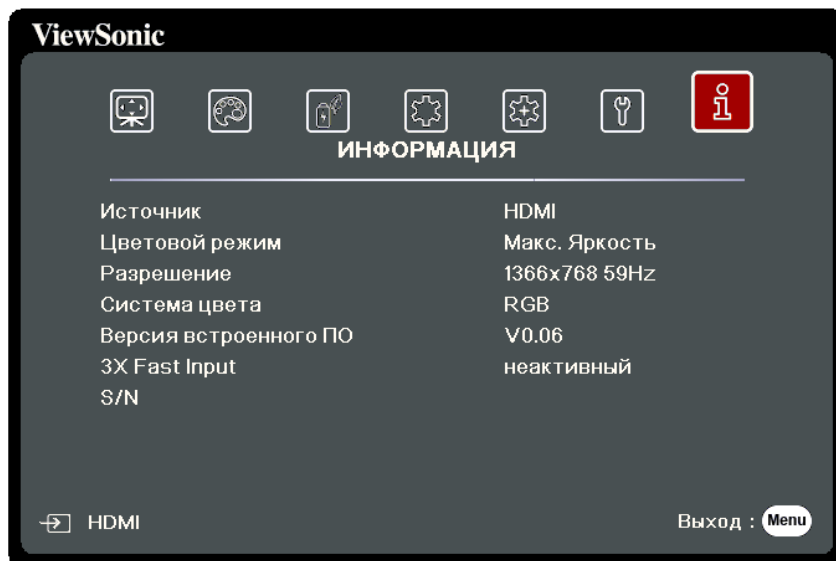 ViewSonic
ИНФОРМАЦИЯ
Источник HDMI
Цветовой режим Макс. Яркость
Разрешение 1366x768 59Hz
Система цвета RGB
Версия встроенного ПО V0.06
3X Fast Input неактивный
S/N
HDMI Выход : Menu